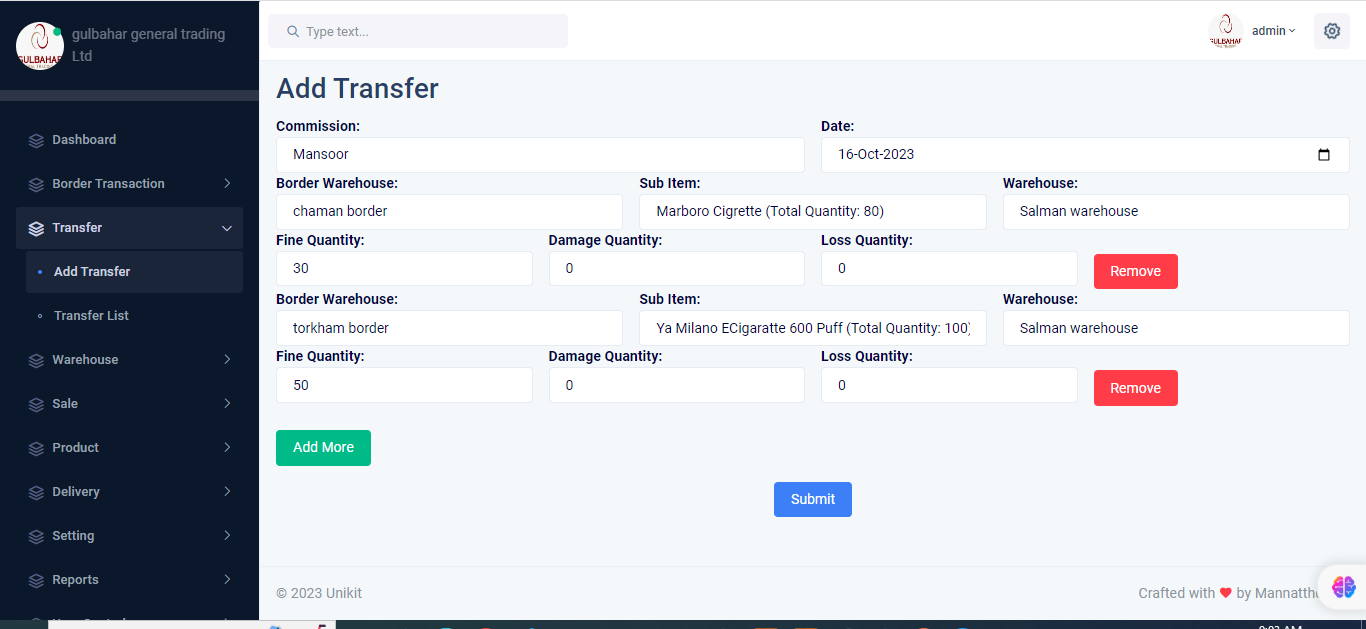 gulbahar general trading
Ltd
GULBAHAR
Type text...
GULBAHAR
admin
Dashboard
Border Transaction
Transfer
Add Transfer
Transfer List
Warehouse
Sale
Product
Delivery
Setting
Reports
Add Transfer
Commission: Date:
Mansoor 16-Oct-2023
Border Warehouse: Sub Item: Warehouse:
chaman border Marboro Cigrette (Total Quantity: 80) Salman warehouse
Fine Quantity: Damage Quantity: Loss Quantity:
30 0 0 Remove
Border Warehouse: Sub Item: Warehouse:
torkham border Ya Milano ECigaratte 600 Puff (Total Quantity: 100) Salman warehouse
Fine Quantity: Damage Quantity: Loss Quantity:
50 0 0 Remove
Add More
Submit
© 2023 Unikit Crafted with ❤ by Mannatth